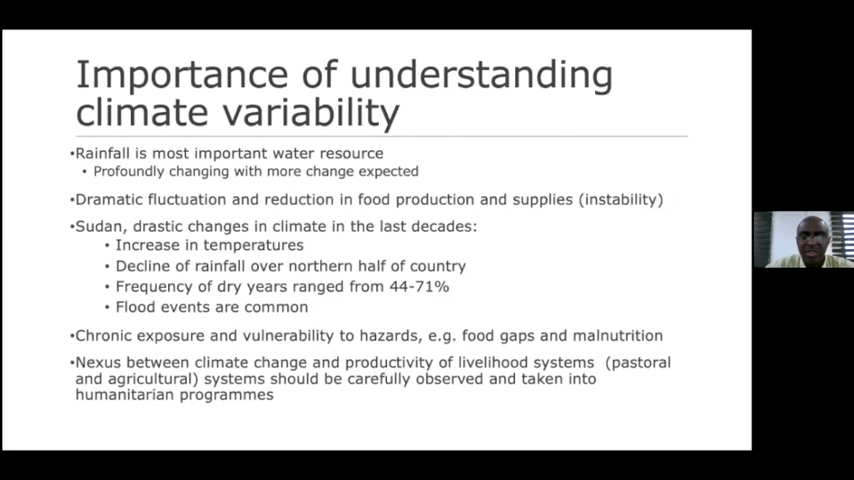 Importance of understanding
climate variability
•Rainfall is most important water resource
• Profoundly changing with more change expected
•Dramatic fluctuation and reduction in food production and supplies (instability)
•Sudan, drastic changes in climate in the last decades:
• Increase in temperatures
• Decline of rainfall over northern half of country
• Frequency of dry years ranged from 44-71%
• Flood events are common
•Chronic exposure and vulnerability to hazards, e.g. food gaps and malnutrition
•Nexus between climate change and productivity of livelihood systems (pastoral
and agricultural) systems should be carefully observed and taken into
humanitarian programmes